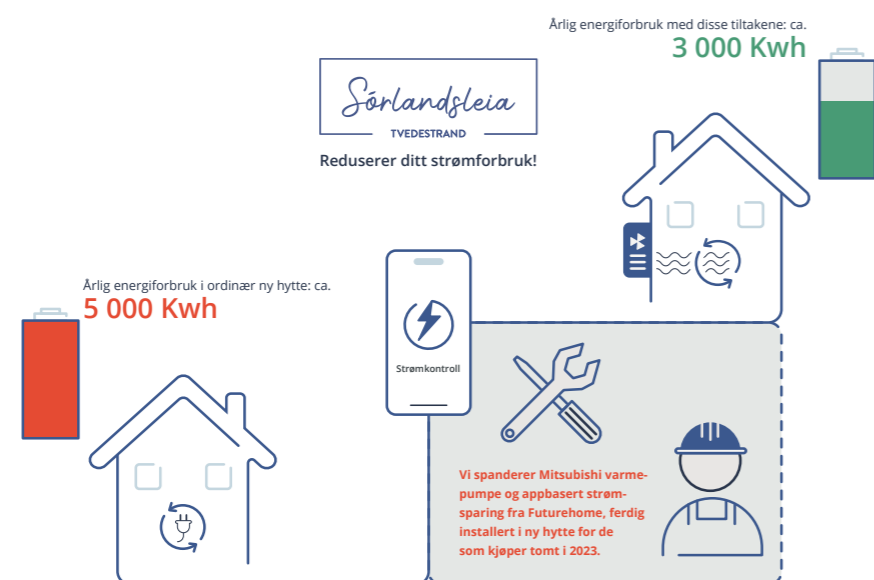 Årlig energiforbruk med disse tiltakene: ca.
3 000 Kwh
Sórlandsleia
TVEDESTRAND
Reduserer ditt strømforbruk!
Årlig energiforbruk i ordinær ny hytte: ca.
5 000 Kwh
Strømkontroll
Vi spanderer Mitsubishi varme-
pumpe og appbasert strøm-
sparing fra Futurehome, ferdig
installert i ny hytte for de
som kjøper tomt i 2023.